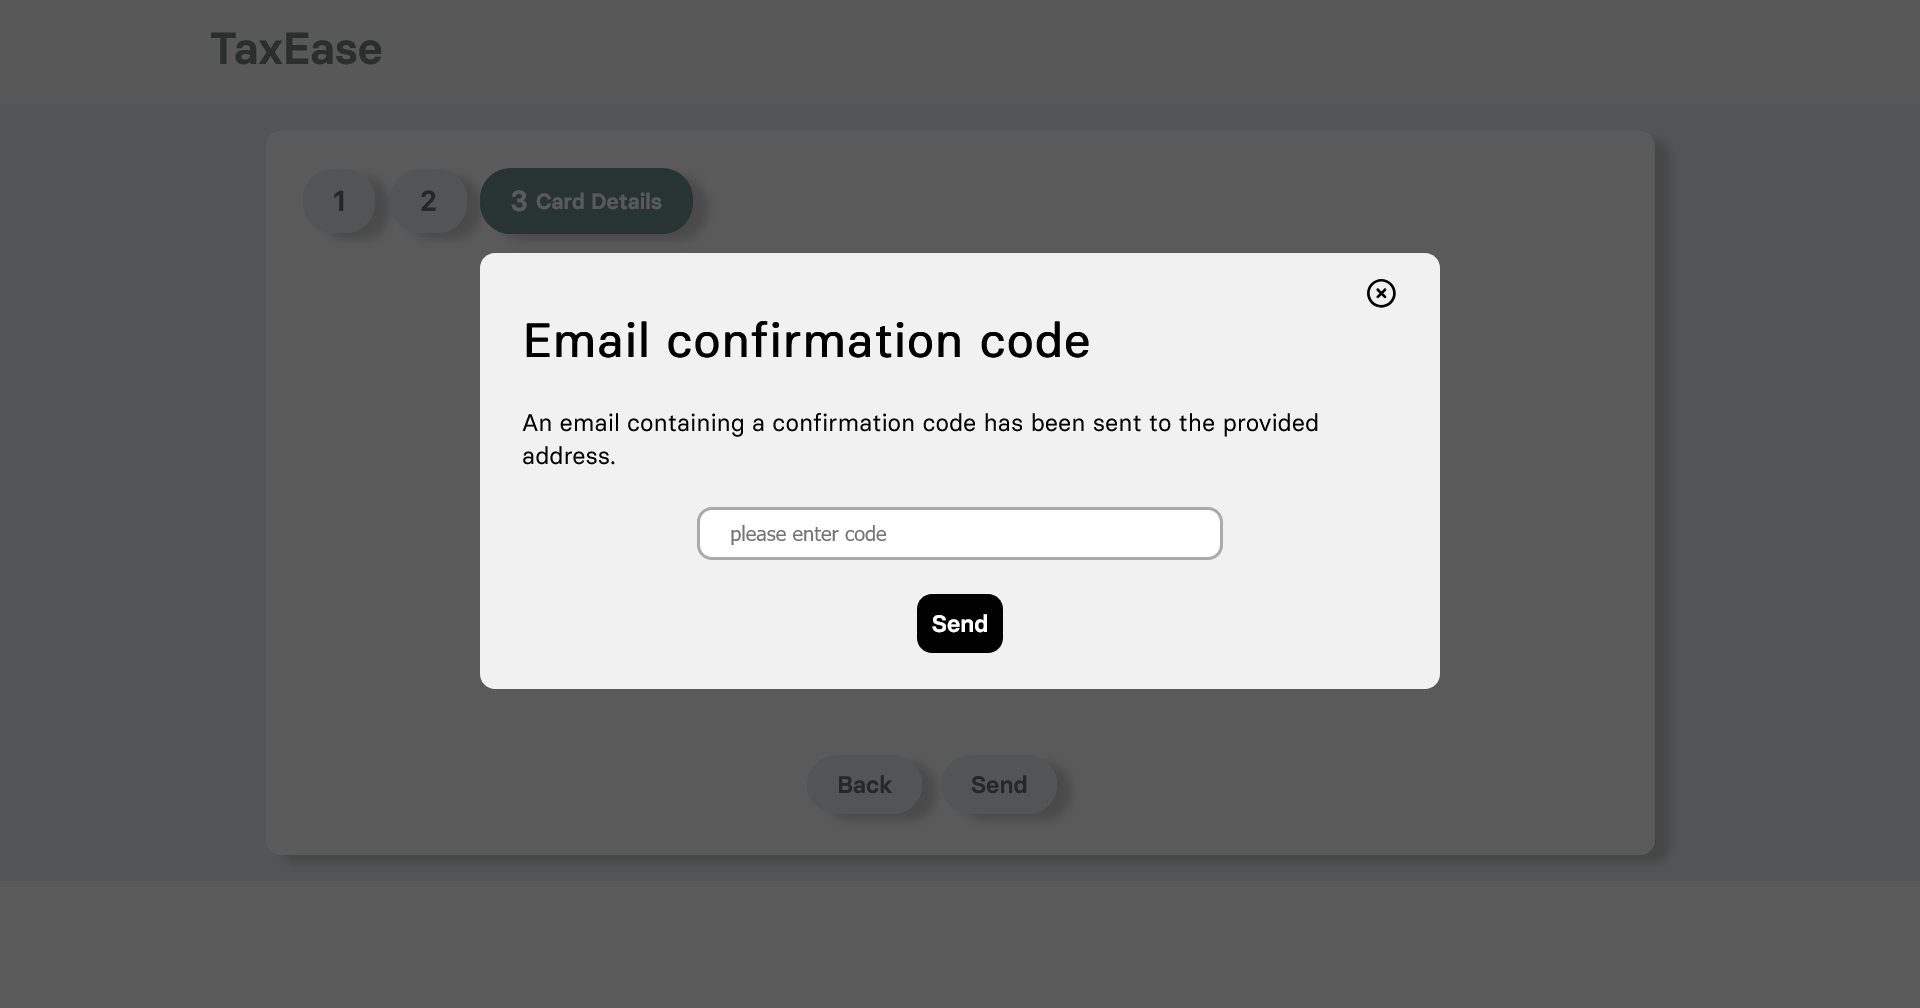 TaxEase
1
2
3 Card Details
Email confirmation code
An email containing a confirmation code has been sent to the provided
address.
please enter code
Send
Back
Send